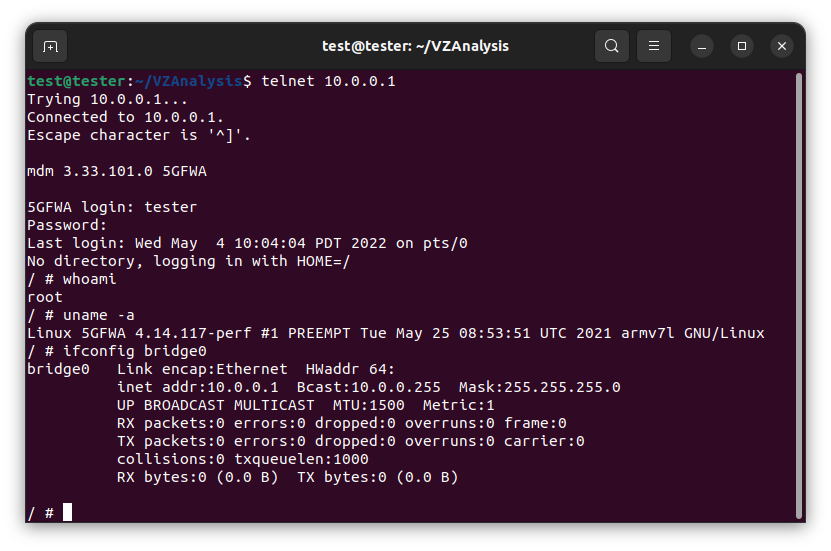 test@tester: ~/VZAnalysis
test@tester:~/VZAnalysis$ telnet 10.0.0.1
Trying 10.0.0.1...
Connected to 10.0.0.1.
Escape character is '^]'.
mdm 3.33.101.0 5GFWA
5GFWA login: tester
Password:
Last login: Wed May  4 10:04:04 PDT 2022 on pts/0
No directory, logging in with HOME=/
/ # whoami
root
/ # uname -a
Linux 5GFWA 4.14.117-perf #1 PREEMPT Tue May 25 08:53:51 UTC 2021 armv7l GNU/Linux
/ # ifconfig bridge0
bridge0   Link encap:Ethernet  HWaddr 64:
          inet addr:10.0.0.1  Bcast:10.0.0.255  Mask:255.255.255.0
          UP BROADCAST MULTICAST  MTU:1500  Metric:1
          RX packets:0 errors:0 dropped:0 overruns:0 frame:0
          TX packets:0 errors:0 dropped:0 overruns:0 carrier:0
          collisions:0 txqueuelen:1000
          RX bytes:0 (0.0 B)  TX bytes:0 (0.0 B)
/ #